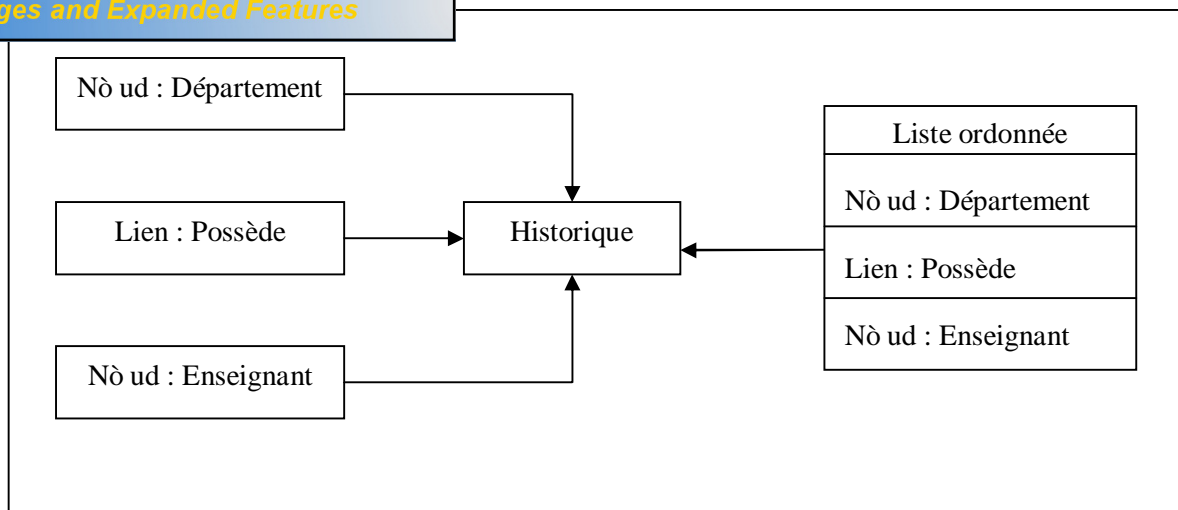 ges and Expanded Features
Nò ud : Département
Lien : Possède
Nò ud : Enseignant
Historique
Liste ordonnée
Nò ud : Département
Lien : Possède
Nò ud : Enseignant